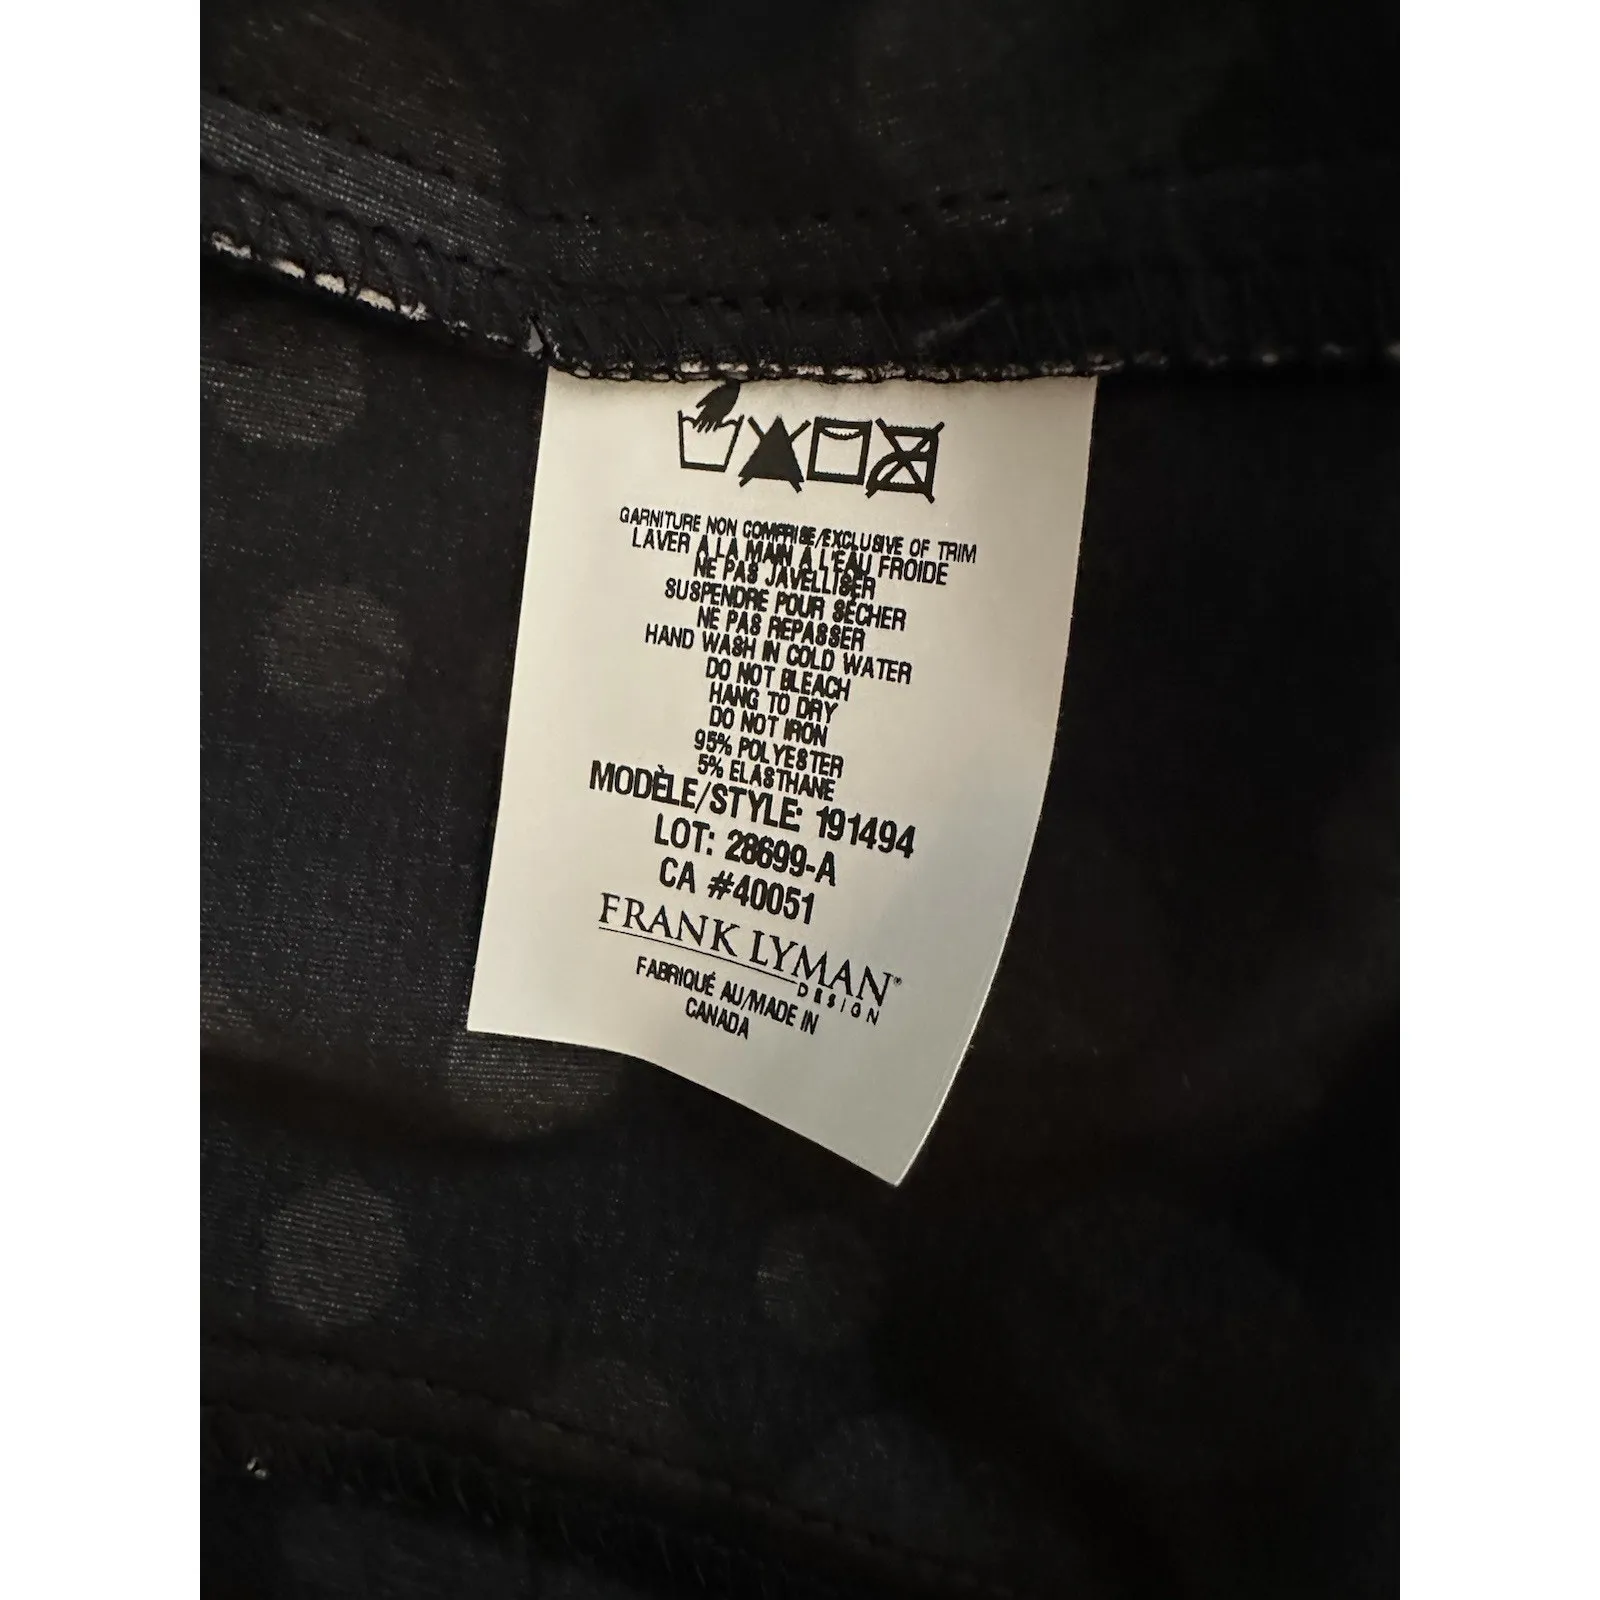 GARNITURE NON COMPRISE/EXCLUSIVE OF TRIM
LAVER À LA MAIN À L'EAU FROIDE
NE PAS JAVELLISER
SUSPENDRE POUR SÉCHER
NE PAS REPASSER
HAND WASH IN COLD WATER
DO NOT BLEACH
HANG TO DRY
DO NOT IRON
95% POLYESTER
5% ELASTHANE
MODÈLE/STYLE: 191494
LOT: 28699-A
CA #40051
FRANK LYMAN™
DESIGN
FABRIQUÉ AU/MADE IN
CANADA